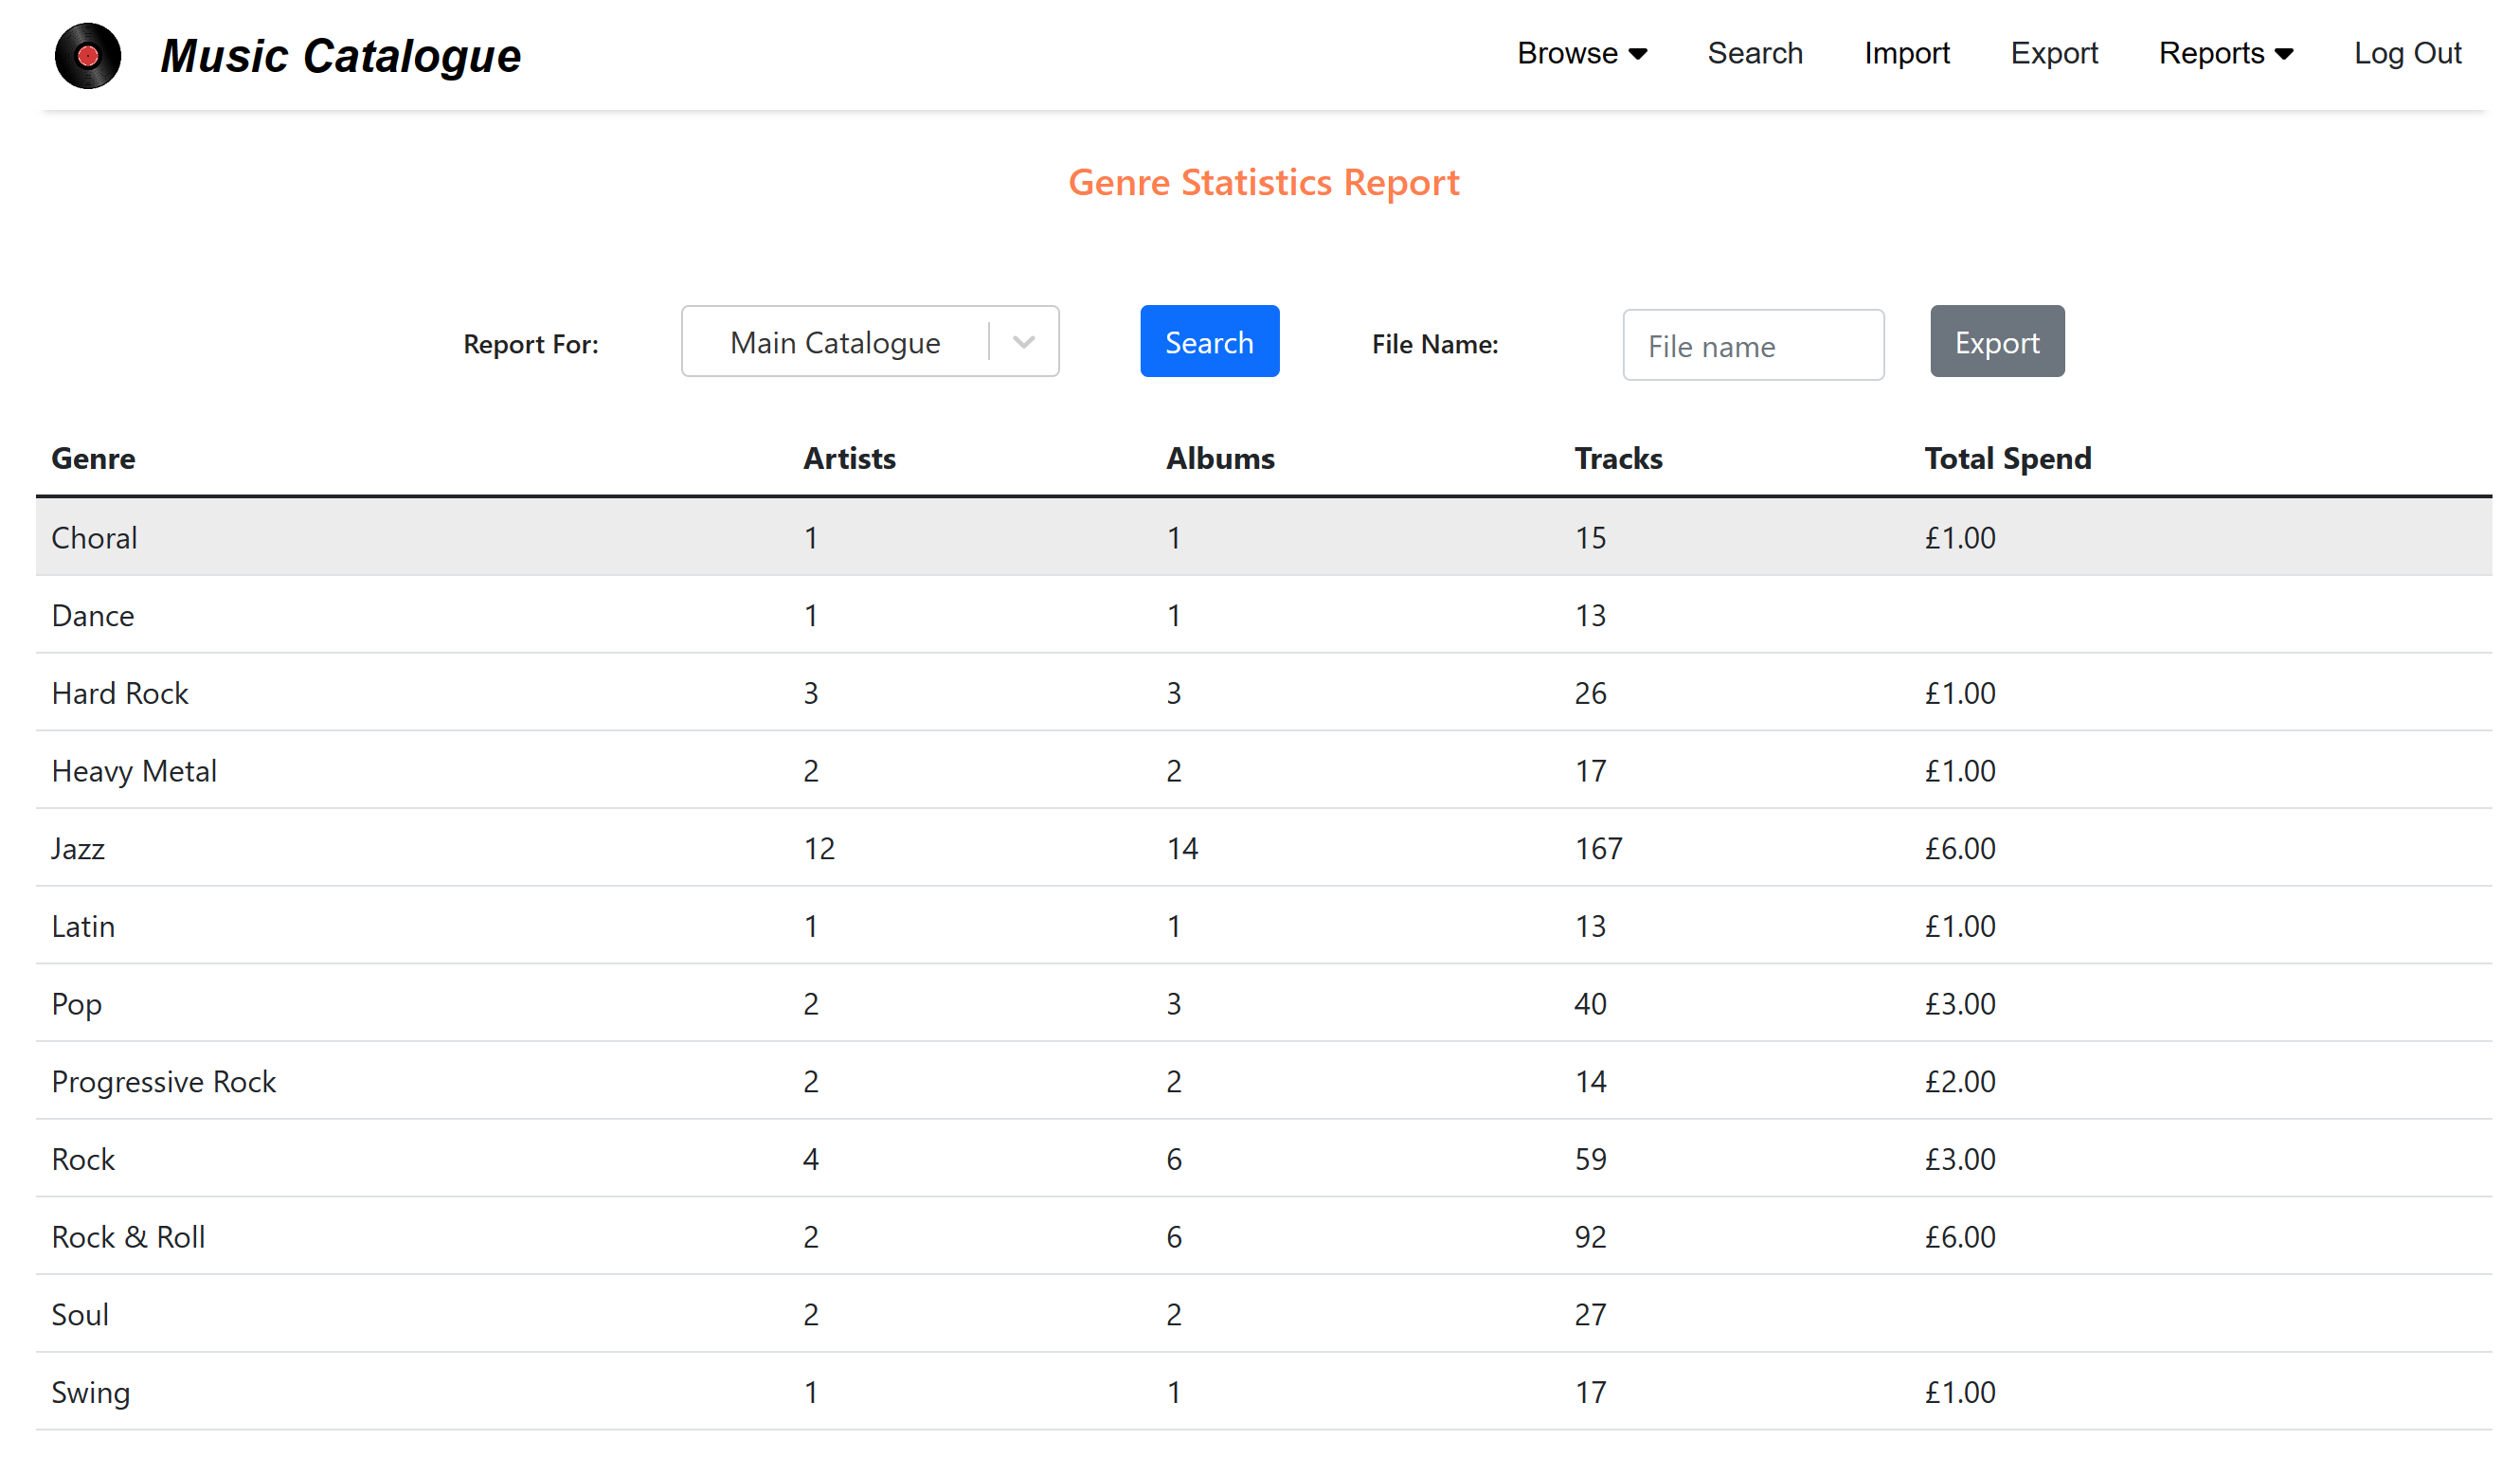 Music Catalogue Browse Search Import Export Reports Log Out
Genre Statistics Report
Report For: Main Catalogue Search File Name: File name Export
Genre Artists Albums Tracks Total Spend
Choral 1 1 15 £1.00
Dance 1 1 13
Hard Rock 3 3 26 £1.00
Heavy Metal 2 2 17 £1.00
Jazz 12 14 167 £6.00
Latin 1 1 13 £1.00
Pop 2 3 40 £3.00
Progressive Rock 2 2 14 £2.00
Rock 4 6 59 £3.00
Rock & Roll 2 6 92 £6.00
Soul 2 2 27
Swing 1 1 17 £1.00